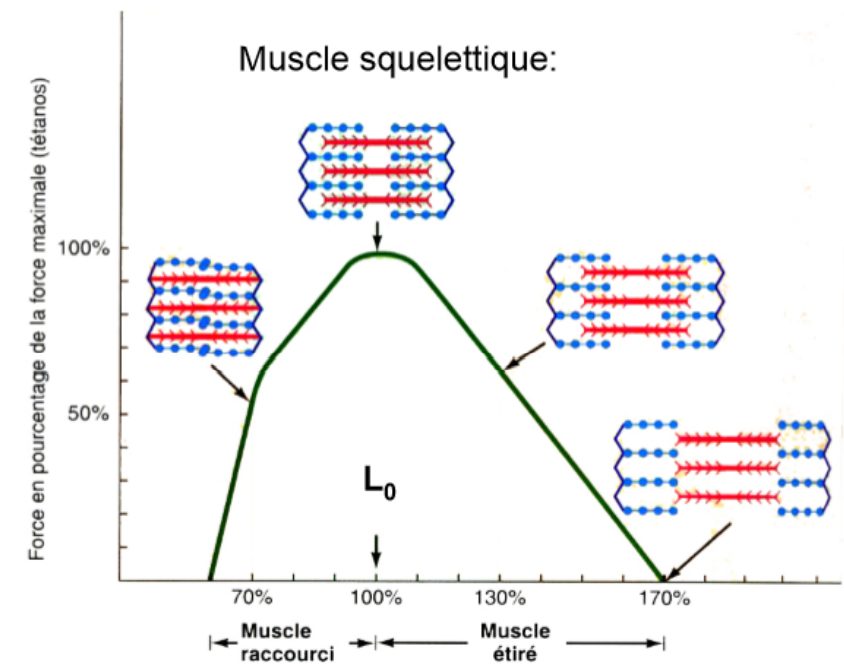 Muscle squelettique:
Force en pourcentage de la force maximale (tétanos)
100%
50%
L0
70%
100%
130%
170%
Muscle
raccourci
Muscle
étiré